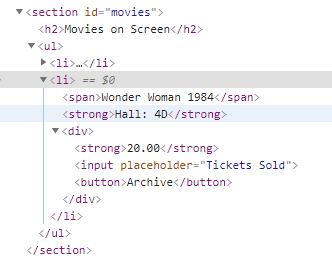 ▼<section id="movies">
<h2>Movies on Screen</h2>
▼<ul>
▶<li>…</li>
▼<li> == $0
<span>Wonder Woman 1984</span>
<strong>Hall: 4D</strong>
▼<div>
<strong>20.00</strong>
<input placeholder="Tickets Sold">
<button>Archive</button>
</div>
</li>
</ul>
</section>